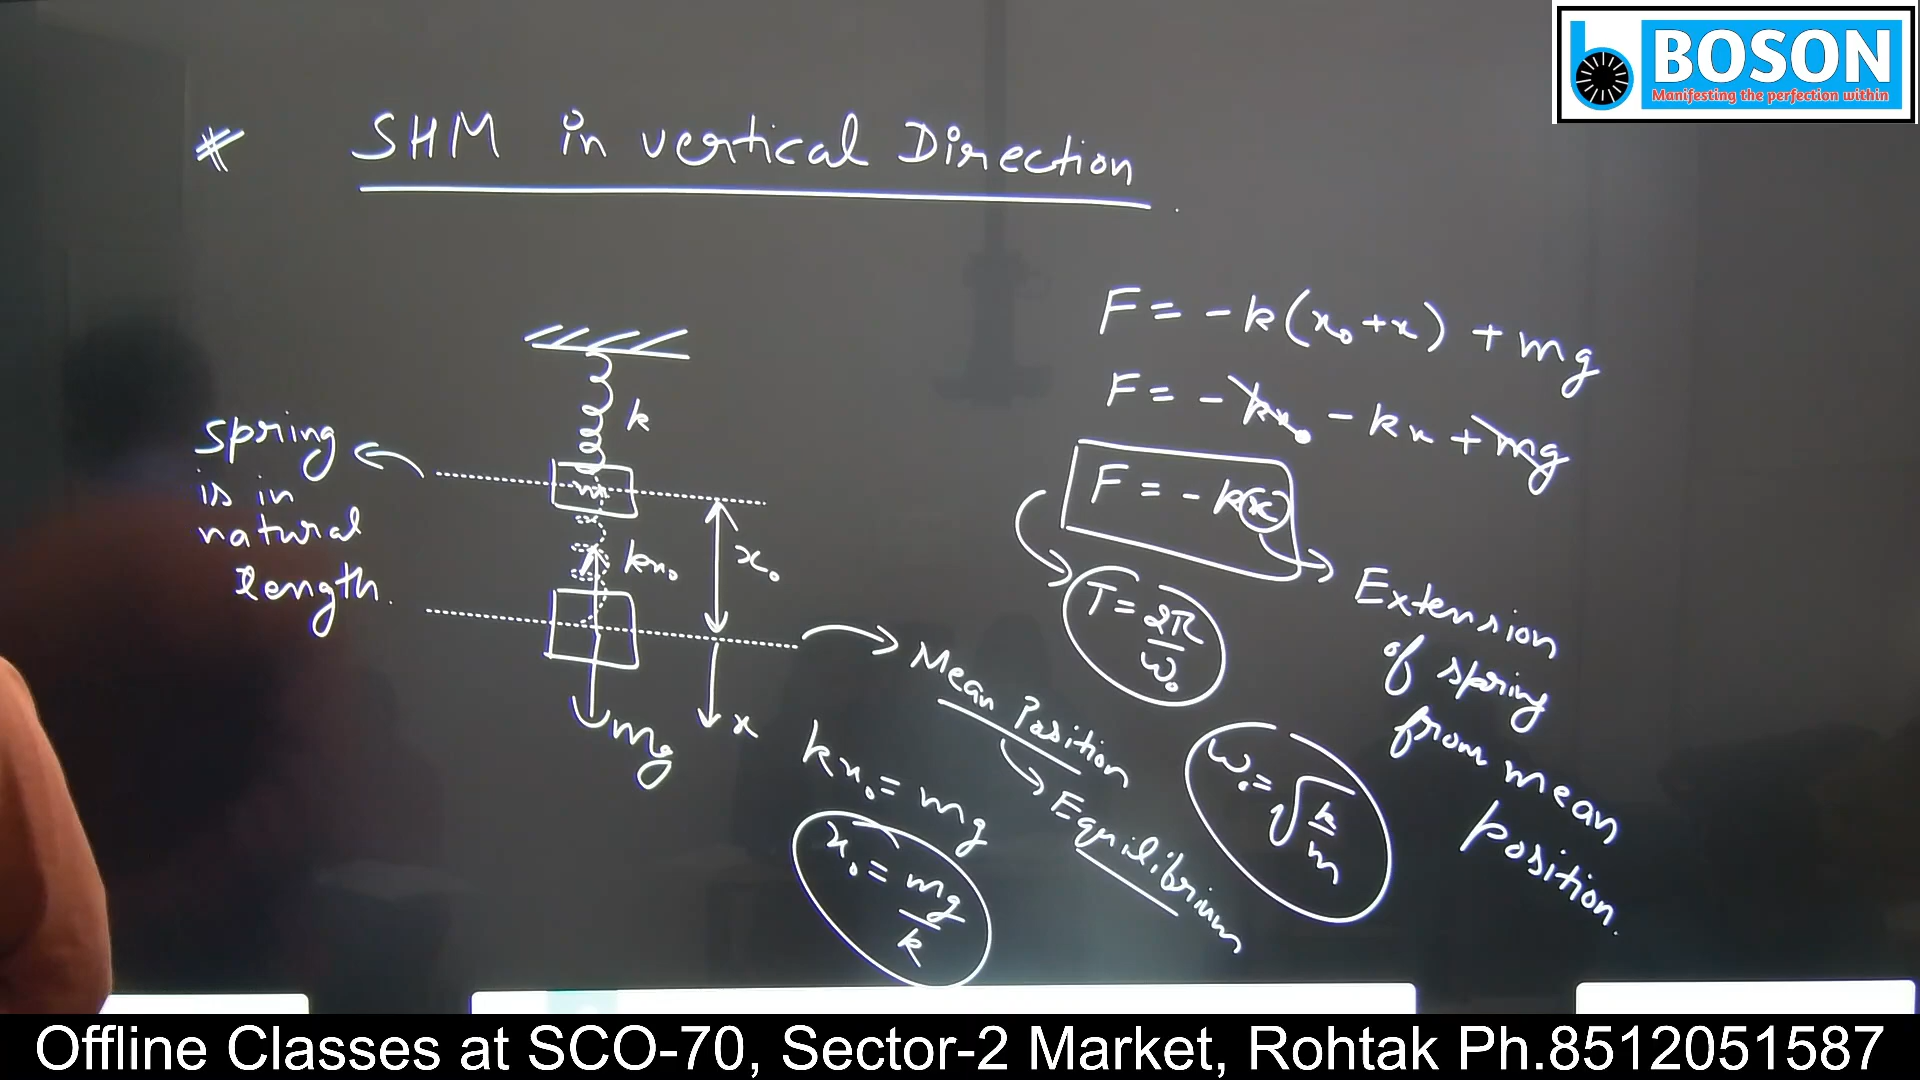 BOSON
Manifesting the perfection within
* SHM in vertical Direction
F = -k(x₀+x) + mg
F = -kx₀ - kx + mg
F = -k(x)
k
spring
is in
natural
length.
m
kx₀
x₀
x
mg
Mean Position
Equilibrium
kx₀ = mg
x₀ = mg/k
T = 2π/ω₀
ω₀ = √k/m
Extension
of spring
from mean
position.
Offline Classes at SCO-70, Sector-2 Market, Rohtak Ph.8512051587